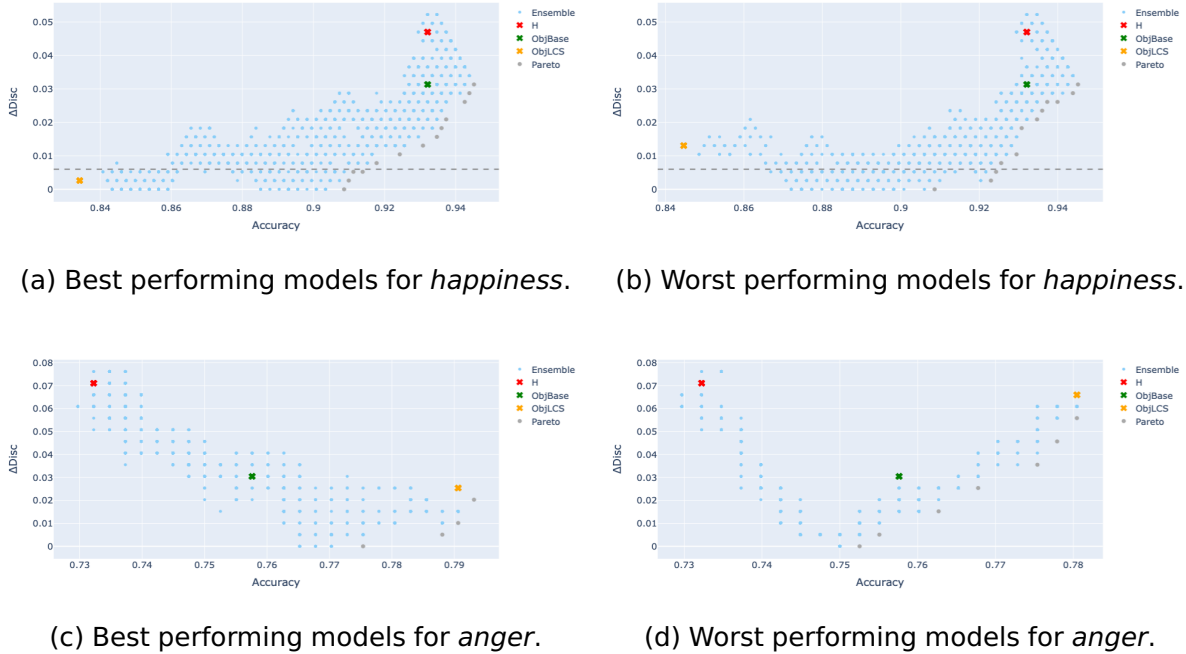 0.05
0.04
0.03
0.02
0.01
0
ΔDisc
0.84 0.86 0.88 0.9 0.92 0.94
Accuracy
Ensemble
H
ObjBase
ObjLCS
Pareto
0.05
0.04
0.03
0.02
0.01
0
ΔDisc
0.84 0.86 0.88 0.9 0.92 0.94
Accuracy
Ensemble
H
ObjBase
ObjLCS
Pareto
(a) Best performing models for happiness.
(b) Worst performing models for happiness.
0.08
0.07
0.06
0.05
0.04
0.03
0.02
0.01
0
ΔDisc
0.73 0.74 0.75 0.76 0.77 0.78 0.79
Accuracy
Ensemble
H
ObjBase
ObjLCS
Pareto
0.08
0.07
0.06
0.05
0.04
0.03
0.02
0.01
0
ΔDisc
0.73 0.74 0.75 0.76 0.77 0.78
Accuracy
Ensemble
H
ObjBase
ObjLCS
Pareto
(c) Best performing models for anger.
(d) Worst performing models for anger.